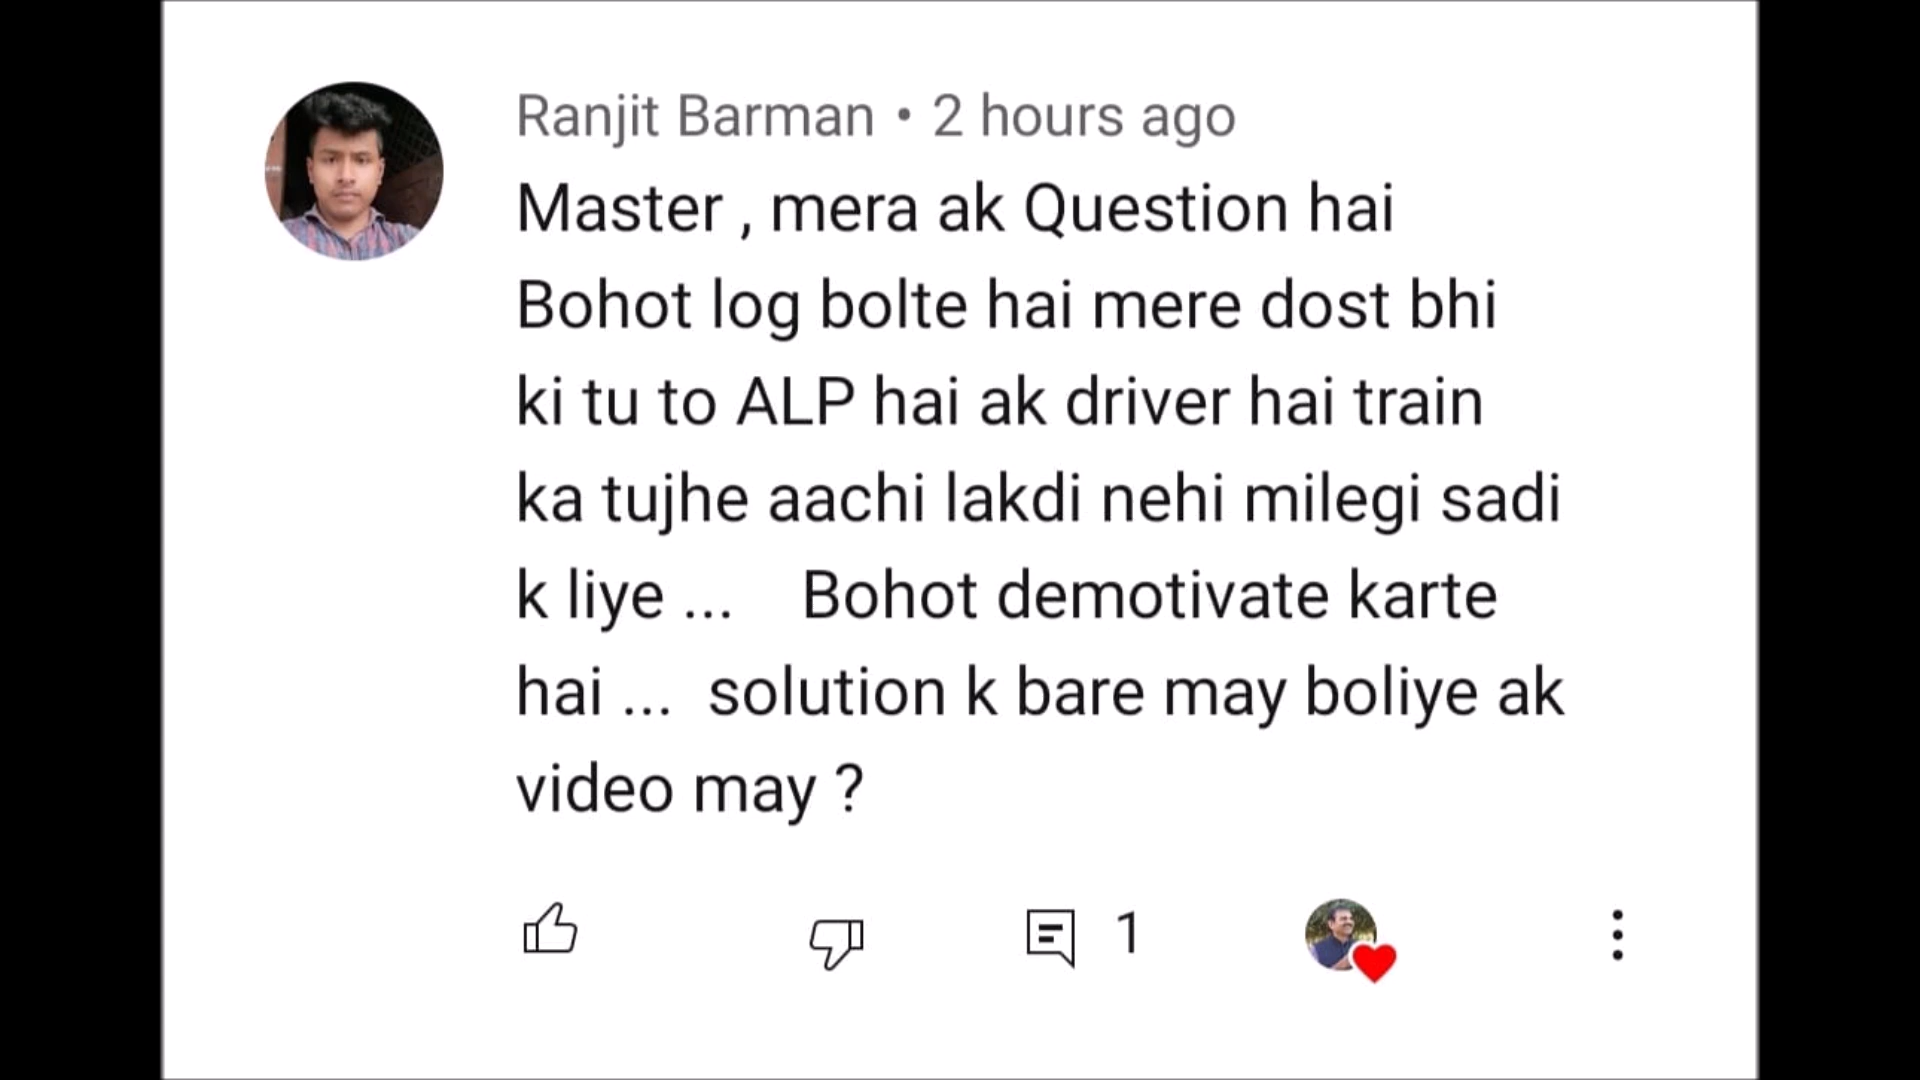 Ranjit Barman • 2 hours ago
Master , mera ak Question hai
Bohot log bolte hai mere dost bhi
ki tu to ALP hai ak driver hai train
ka tujhe aachi lakdi nehi milegi sadi
k liye ... Bohot demotivate karte
hai ... solution k bare may boliye ak
video may ?
1